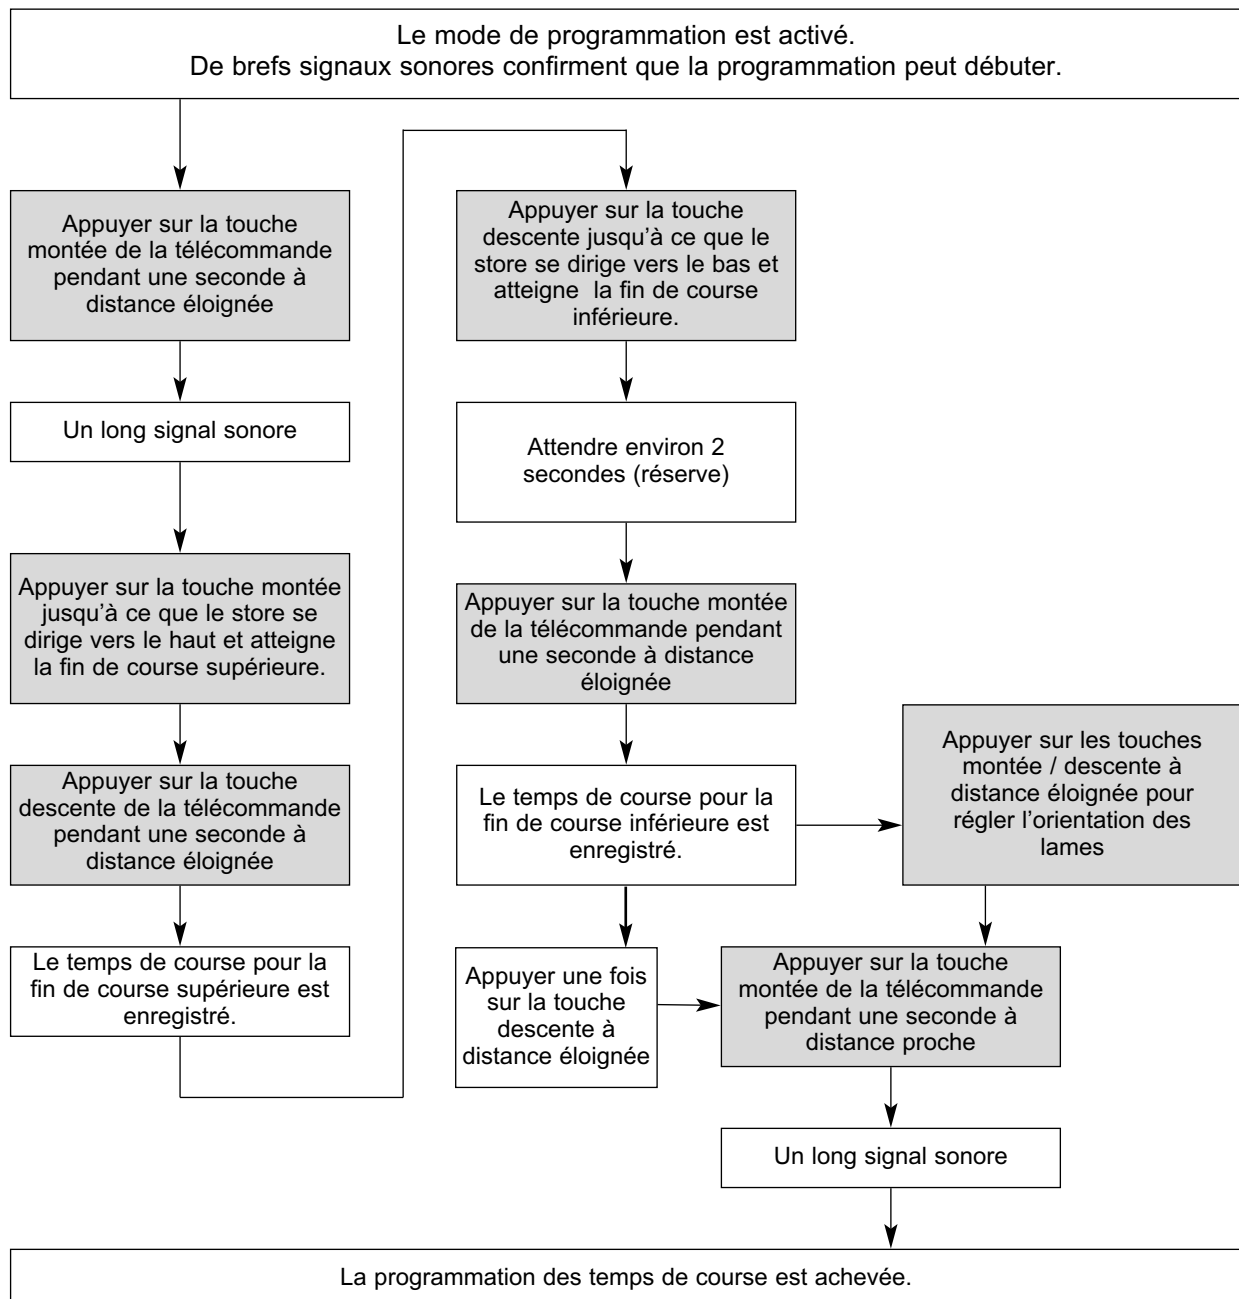 Le mode de programmation est activé.
De brefs signaux sonores confirment que la programmation peut débuter.
Appuyer sur la touche
montée de la télécommande
pendant une seconde à
distance éloignée
Un long signal sonore
Appuyer sur la touche montée
jusqu'à ce que le store se
dirige vers le haut et atteigne
la fin de course supérieure.
Appuyer sur la touche
descente de la télécommande
pendant une seconde à
distance éloignée
Le temps de course pour la
fin de course supérieure est
enregistré.
Appuyer sur la touche
descente jusqu'à ce que le
store se dirige vers le bas et
atteigne la fin de course
inférieure.
Attendre environ 2
secondes (réserve)
Appuyer sur la touche montée
de la télécommande pendant
une seconde à distance
éloignée
Le temps de course pour la
fin de course inférieure est
enregistré.
Appuyer sur les touches
montée / descente à
distance éloignée pour
régler l'orientation des
lames
Appuyer une fois
sur la touche
descente à
distance éloignée
Appuyer sur la touche
montée de la télécommande
pendant une seconde à
distance proche
Un long signal sonore
La programmation des temps de course est achevée.